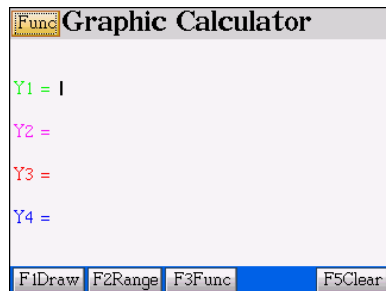 Func Graphic Calculator
Y1 =
Y2 =
Y3 =
Y4 =
F1Draw F2Range F3Func F5Clear